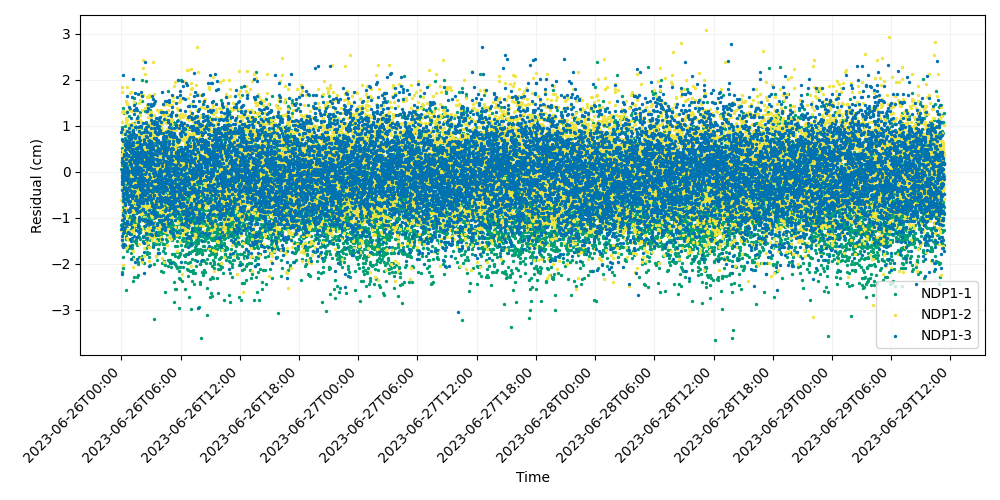 3
2
1
0
−1
−2
−3
Residual (cm)
NDP1-1
NDP1-2
NDP1-3
2023-06-26T00:00
2023-06-26T06:00
2023-06-26T12:00
2023-06-26T18:00
2023-06-27T00:00
2023-06-27T06:00
2023-06-27T12:00
2023-06-27T18:00
2023-06-28T00:00
2023-06-28T06:00
2023-06-28T12:00
2023-06-28T18:00
2023-06-29T00:00
2023-06-29T06:00
2023-06-29T12:00
Time